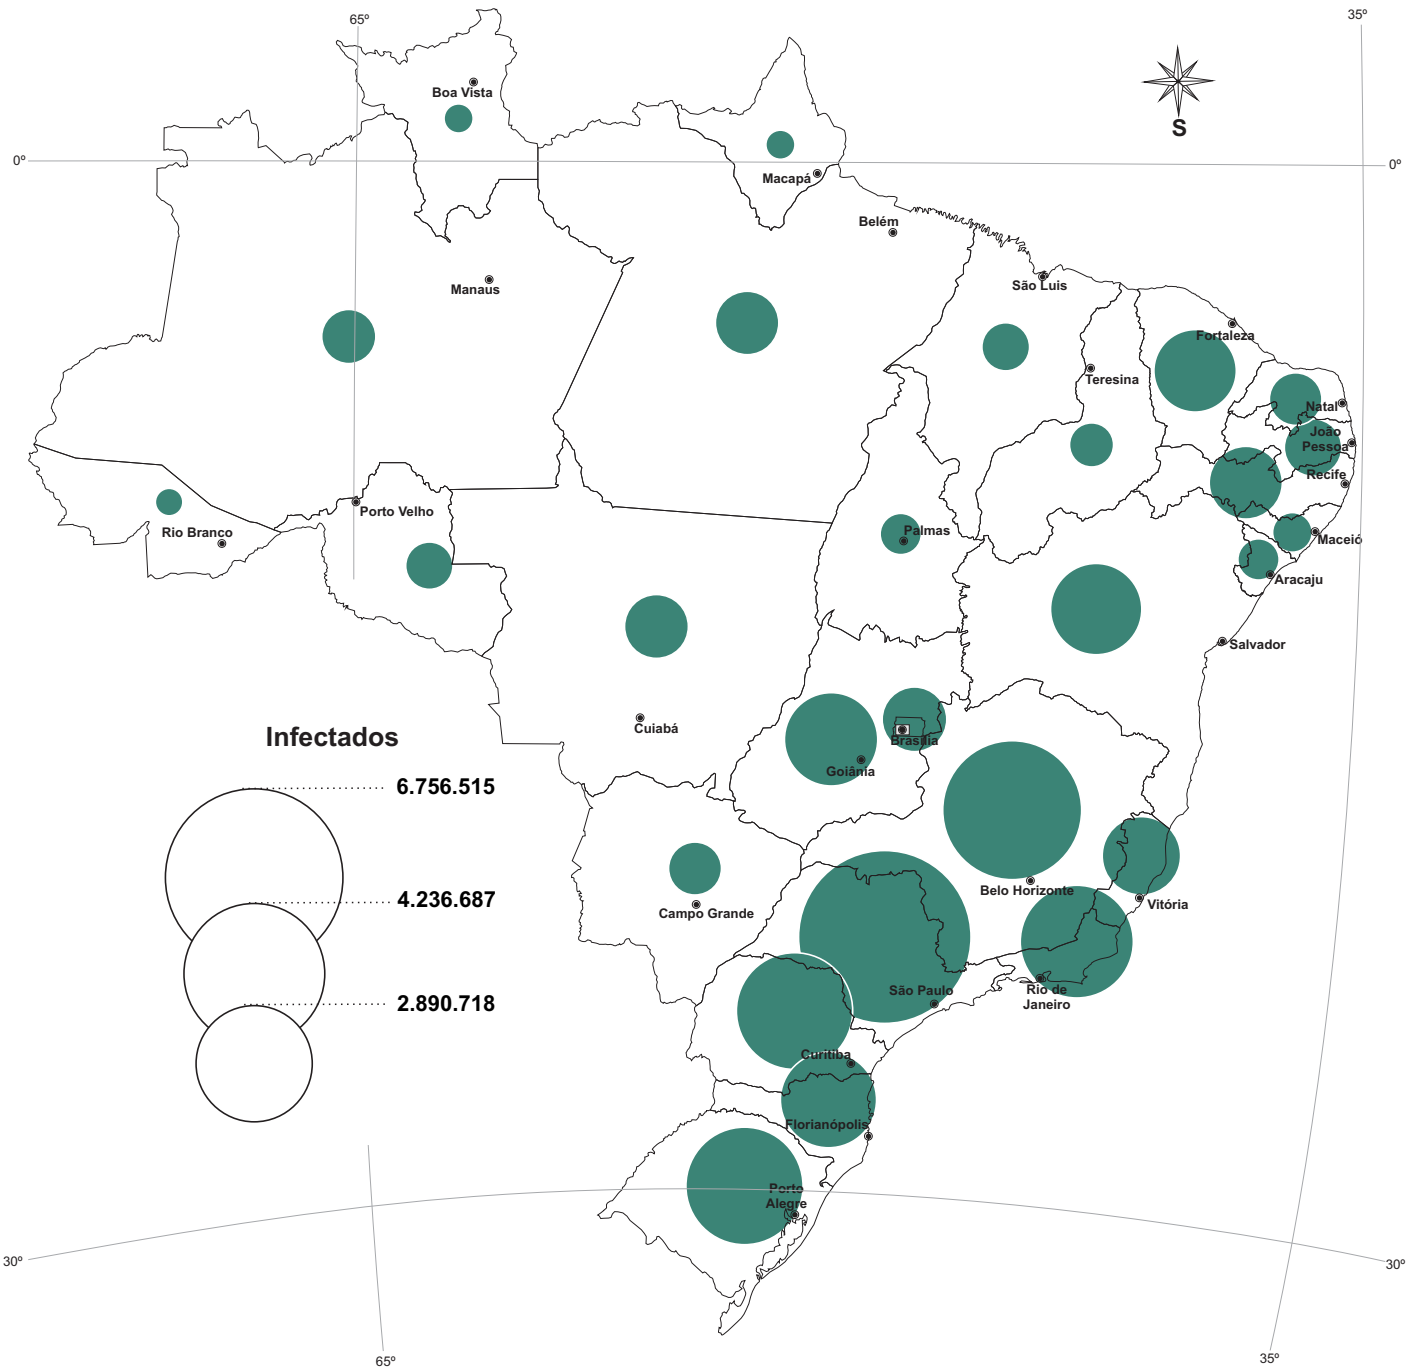 65º
35º
Boa Vista
S
0º
0º
Macapá
Belém
Manaus
São Luis
Fortaleza
Teresina
Natal
João
Pessoa
Recife
Porto Velho
Rio Branco
Palmas
Maceió
Aracaju
Salvador
Cuiabá
Brasília
Goiânia
Infectados
6.756.515
4.236.687
2.890.718
Belo Horizonte
Vitória
Campo Grande
São Paulo
Rio de
Janeiro
Curitiba
Florianópolis
Porto
Alegre
30º
30º
65º
35º